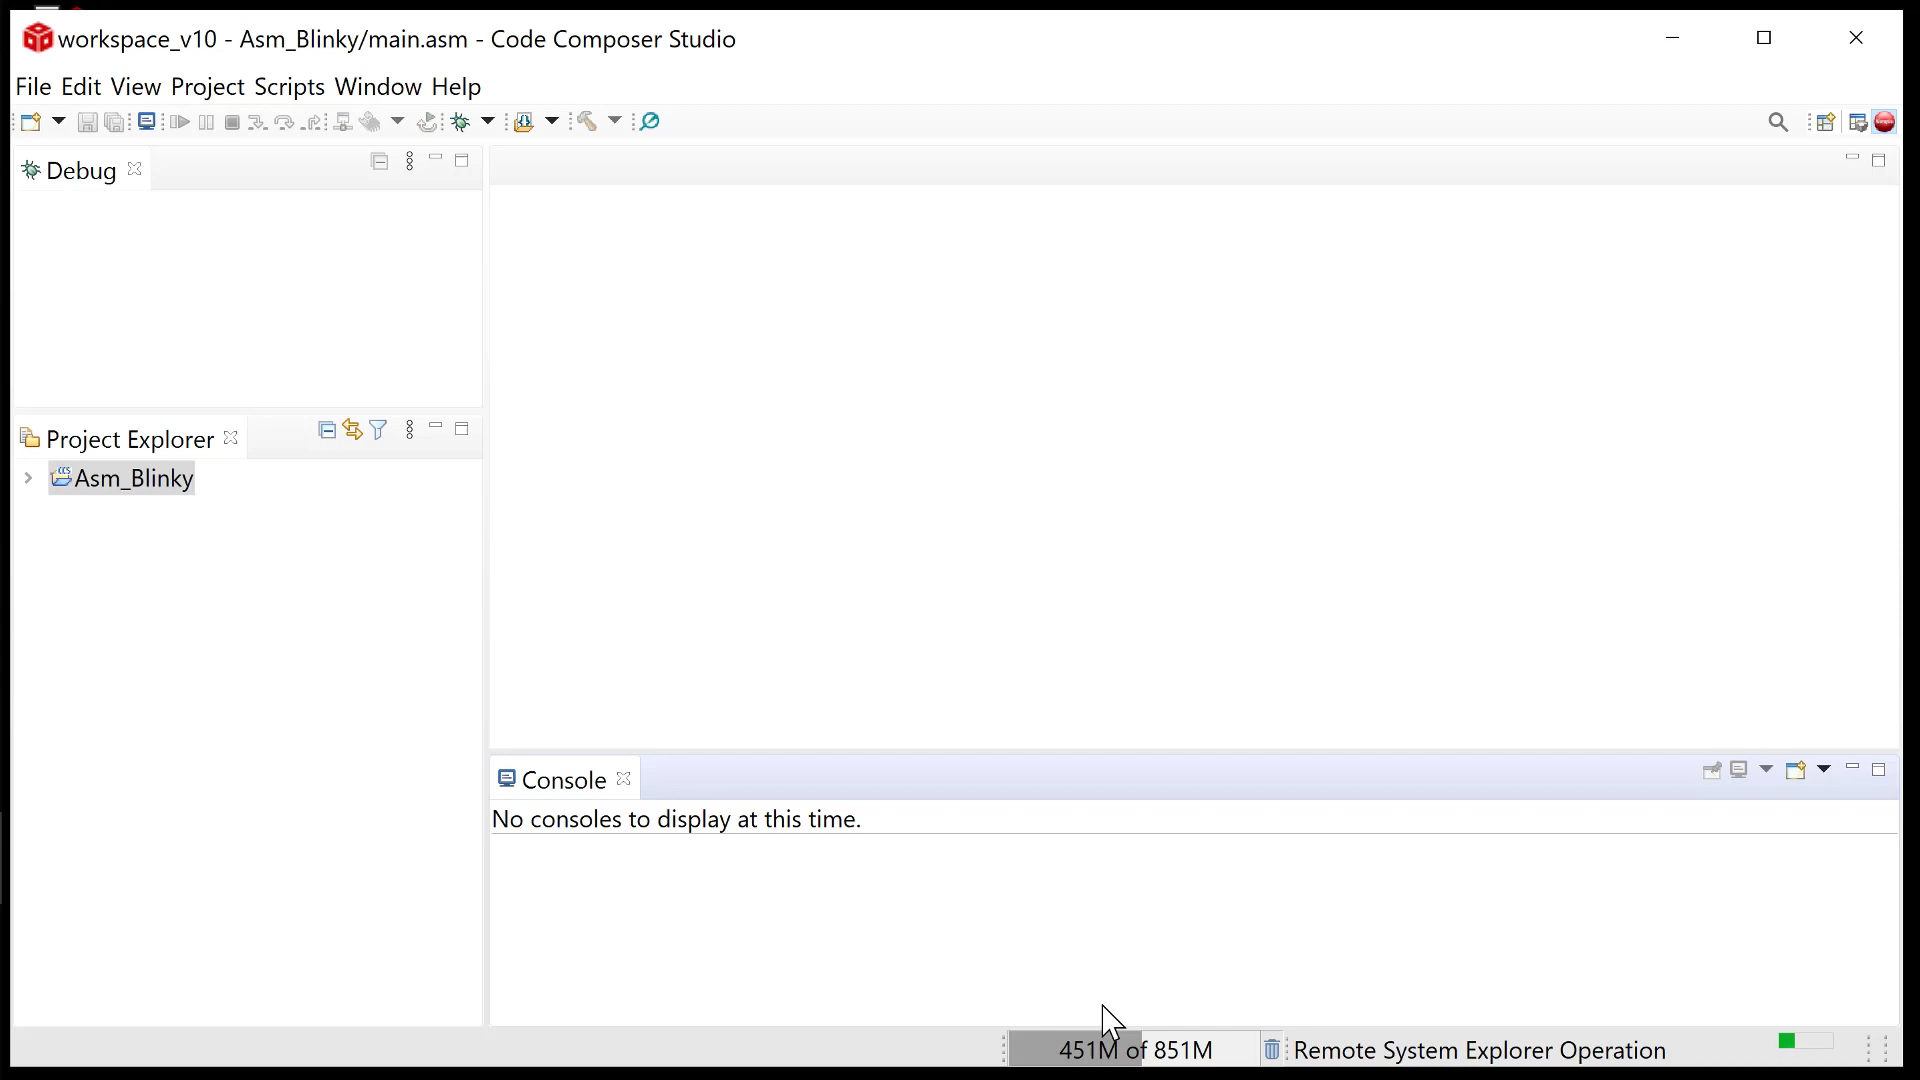 workspace_v10 - Asm_Blinky/main.asm - Code Composer Studio
File Edit View Project Scripts Window Help
Debug
Project Explorer
Asm_Blinky
Console
No consoles to display at this time.
451M of 851M
Remote System Explorer Operation